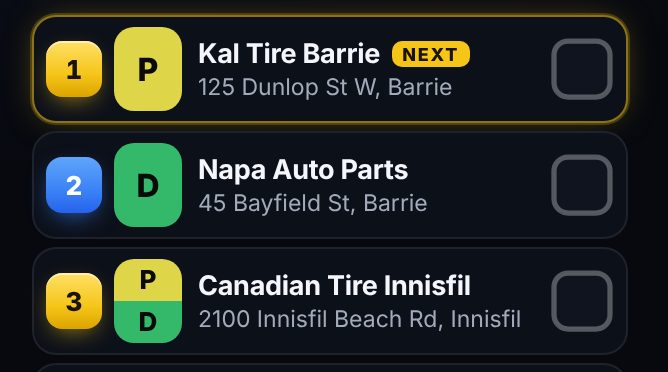 1
P
Kal Tire Barrie NEXT
125 Dunlop St W, Barrie
2
D
Napa Auto Parts
45 Bayfield St, Barrie
3
P
D
Canadian Tire Innisfil
2100 Innisfil Beach Rd, Innisfil